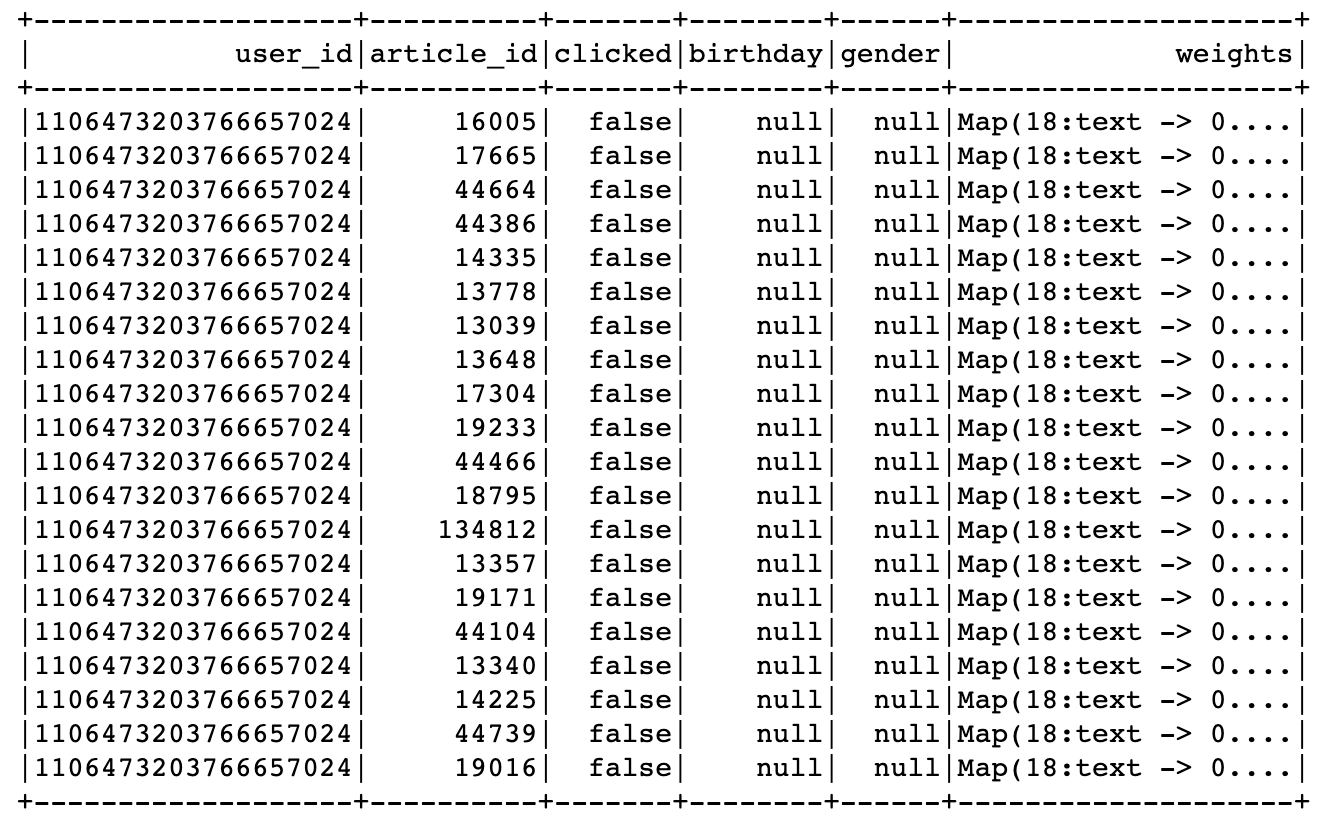 +-------------------+----------+-------+--------+------+--------------------+
|            user_id|article_id|clicked|birthday|gender|             weights|
+-------------------+----------+-------+--------+------+--------------------+
|1106473203766657024|     16005|  false|    null|  null|Map(18:text -> 0....|
|1106473203766657024|     17665|  false|    null|  null|Map(18:text -> 0....|
|1106473203766657024|     44664|  false|    null|  null|Map(18:text -> 0....|
|1106473203766657024|     44386|  false|    null|  null|Map(18:text -> 0....|
|1106473203766657024|     14335|  false|    null|  null|Map(18:text -> 0....|
|1106473203766657024|     13778|  false|    null|  null|Map(18:text -> 0....|
|1106473203766657024|     13039|  false|    null|  null|Map(18:text -> 0....|
|1106473203766657024|     13648|  false|    null|  null|Map(18:text -> 0....|
|1106473203766657024|     17304|  false|    null|  null|Map(18:text -> 0....|
|1106473203766657024|     19233|  false|    null|  null|Map(18:text -> 0....|
|1106473203766657024|     44466|  false|    null|  null|Map(18:text -> 0....|
|1106473203766657024|     18795|  false|    null|  null|Map(18:text -> 0....|
|1106473203766657024|    134812|  false|    null|  null|Map(18:text -> 0....|
|1106473203766657024|     13357|  false|    null|  null|Map(18:text -> 0....|
|1106473203766657024|     19171|  false|    null|  null|Map(18:text -> 0....|
|1106473203766657024|     44104|  false|    null|  null|Map(18:text -> 0....|
|1106473203766657024|     13340|  false|    null|  null|Map(18:text -> 0....|
|1106473203766657024|     14225|  false|    null|  null|Map(18:text -> 0....|
|1106473203766657024|     44739|  false|    null|  null|Map(18:text -> 0....|
|1106473203766657024|     19016|  false|    null|  null|Map(18:text -> 0....|
+-------------------+----------+-------+--------+------+--------------------+